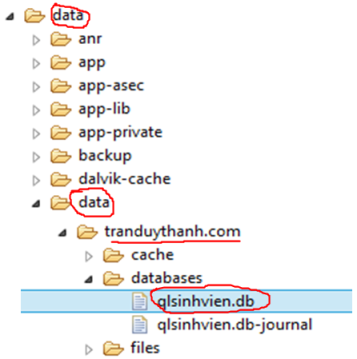 data
anr
app
app-asec
app-lib
app-private
backup
dalvik-cache
data
tranduythanh.com
cache
databases
qlsinhvien.db
qlsinhvien.db-journal
files